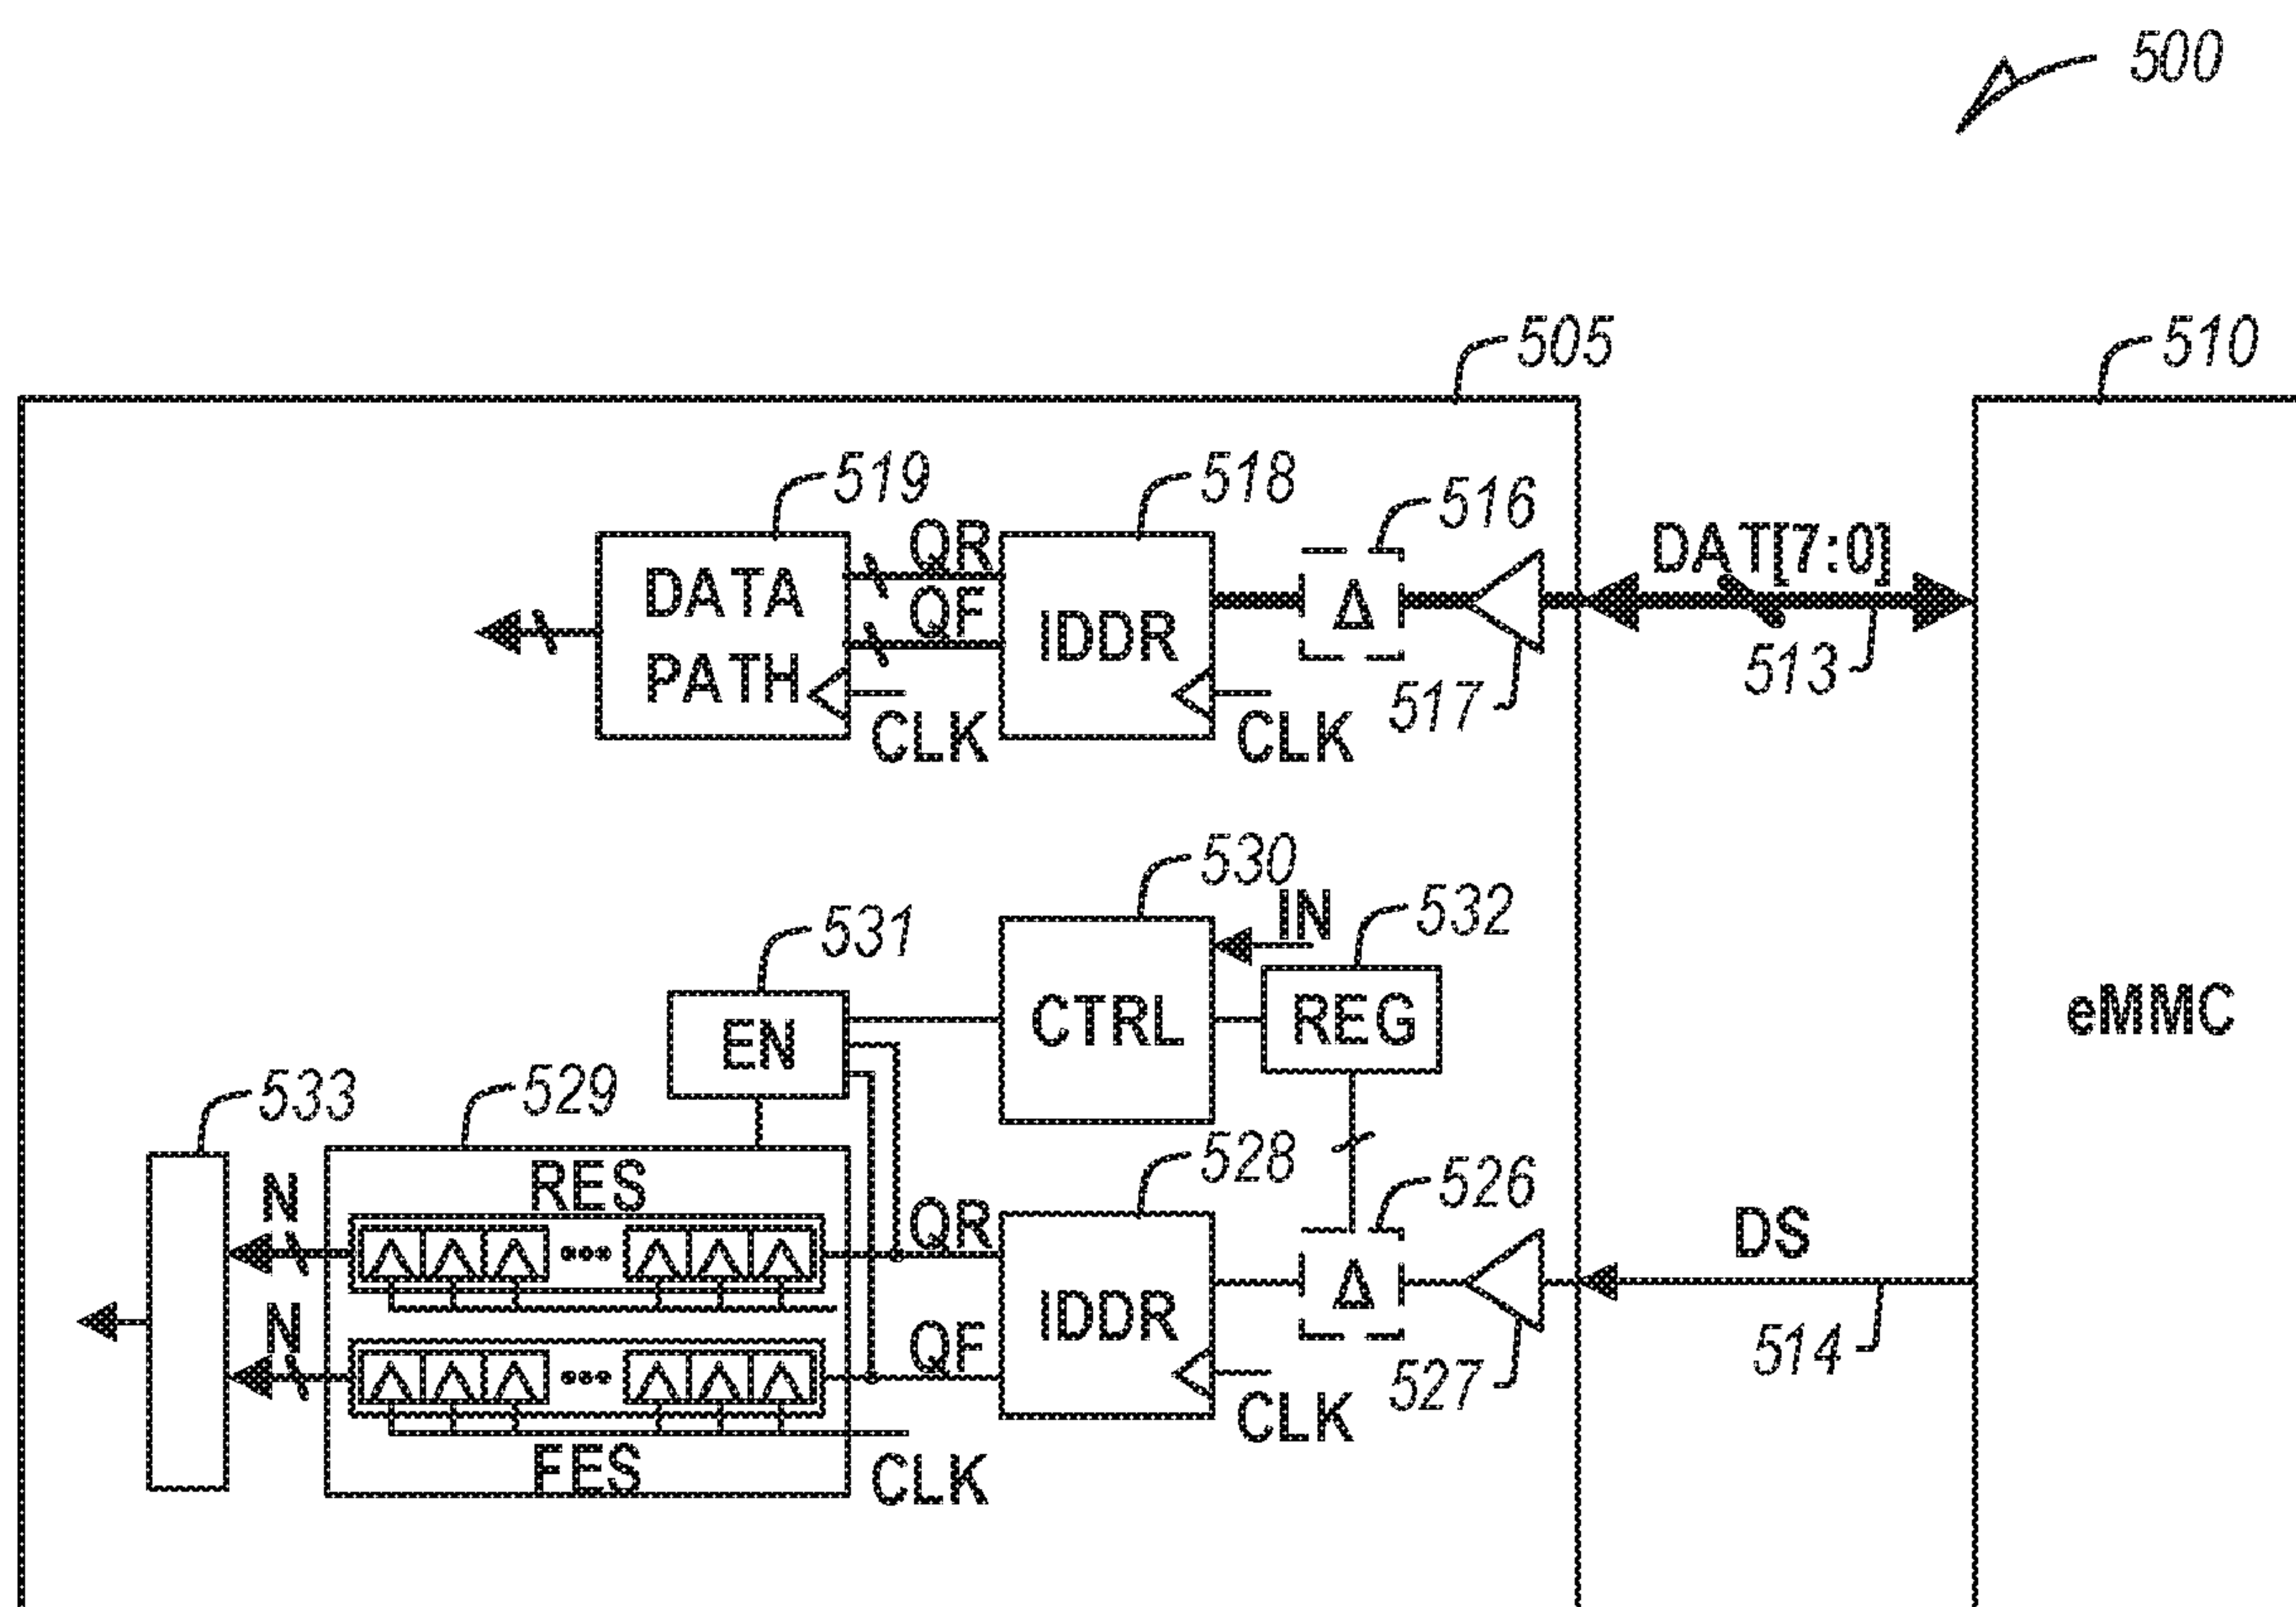 500
505
510
519
518
516
DAT[7:0]
QR
DATA
PATH
QF
IDDR
Δ
513
517
CLK
CLK
530
IN
532
531
EN
CTRL
REG
eMMC
533
529
528
526
N
RES
QR
DS
IDDR
Δ
N
QF
514
527
FES
CLK
CLK